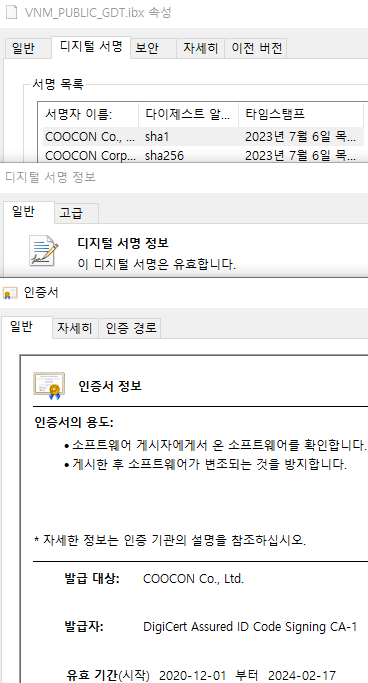 VNM_PUBLIC_GDT.ibx 속성
일반 디지털 서명 보안 자세히 이전 버전
서명 목록
서명자 이름: 다이제스트 알... 타임스탬프
COOCON Co., ... sha1 2023년 7월 6일 목...
COOCON Corp... sha256 2023년 7월 6일 목...
디지털 서명 정보
일반 고급
디지털 서명 정보
이 디지털 서명은 유효합니다.
인증서
일반 자세히 인증 경로
인증서 정보
인증서의 용도:
• 소프트웨어 게시자에게서 온 소프트웨어를 확인합니다.
• 게시한 후 소프트웨어가 변조되는 것을 방지합니다.
* 자세한 정보는 인증 기관의 설명을 참조하십시오.
발급 대상: COOCON Co., Ltd.
발급자: DigiCert Assured ID Code Signing CA-1
유효 기간(시작) 2020-12-01 부터 2024-02-17